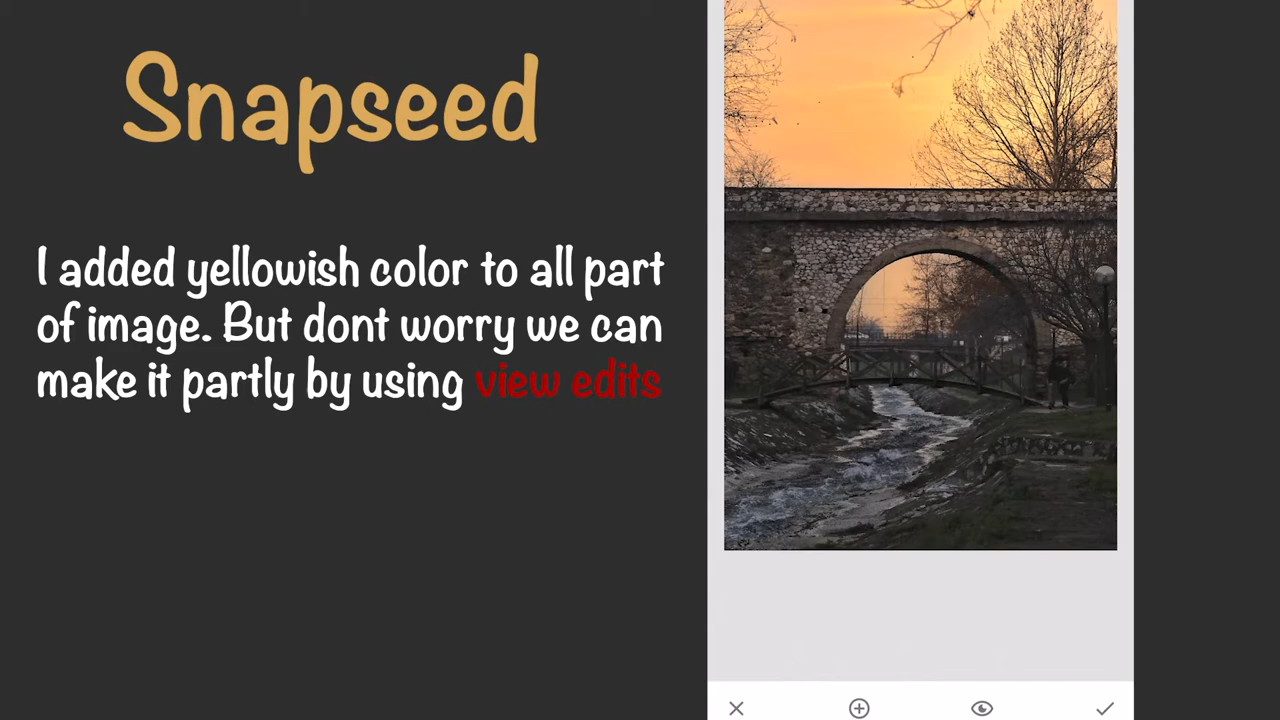 Snapseed
I added yellowish color to all part
of image. But dont worry we can
make it partly by using view edits